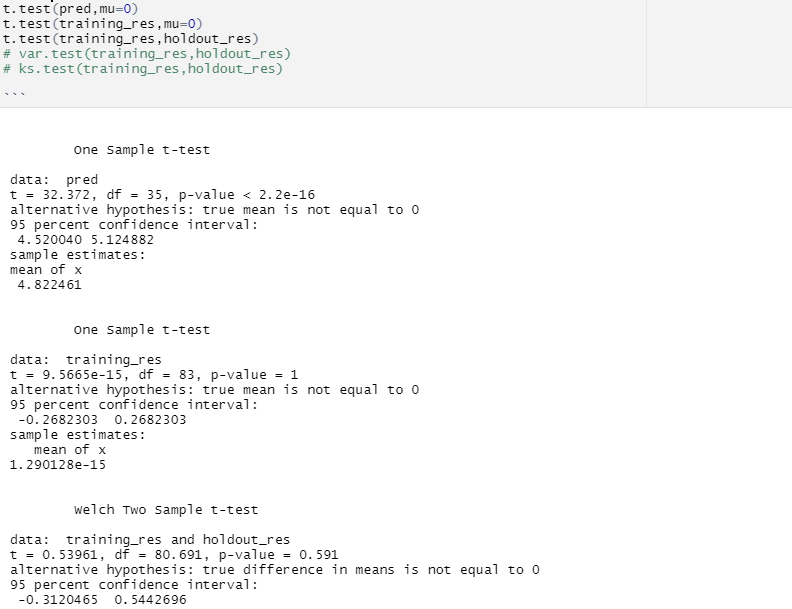 t.test(pred,mu=0)
t.test(training_res,mu=0)
t.test(training_res,holdout_res)
# var.test(training_res,holdout_res)
# ks.test(training_res,holdout_res)
```
One Sample t-test
data:  pred
t = 32.372, df = 35, p-value < 2.2e-16
alternative hypothesis: true mean is not equal to 0
95 percent confidence interval:
4.520040 5.124882
sample estimates:
mean of x
4.822461
One Sample t-test
data:  training_res
t = 9.5665e-15, df = 83, p-value = 1
alternative hypothesis: true mean is not equal to 0
95 percent confidence interval:
-0.2682303  0.2682303
sample estimates:
mean of x
1.290128e-15
Welch Two Sample t-test
data:  training_res and holdout_res
t = 0.53961, df = 80.691, p-value = 0.591
alternative hypothesis: true difference in means is not equal to 0
95 percent confidence interval:
-0.3120465  0.5442696